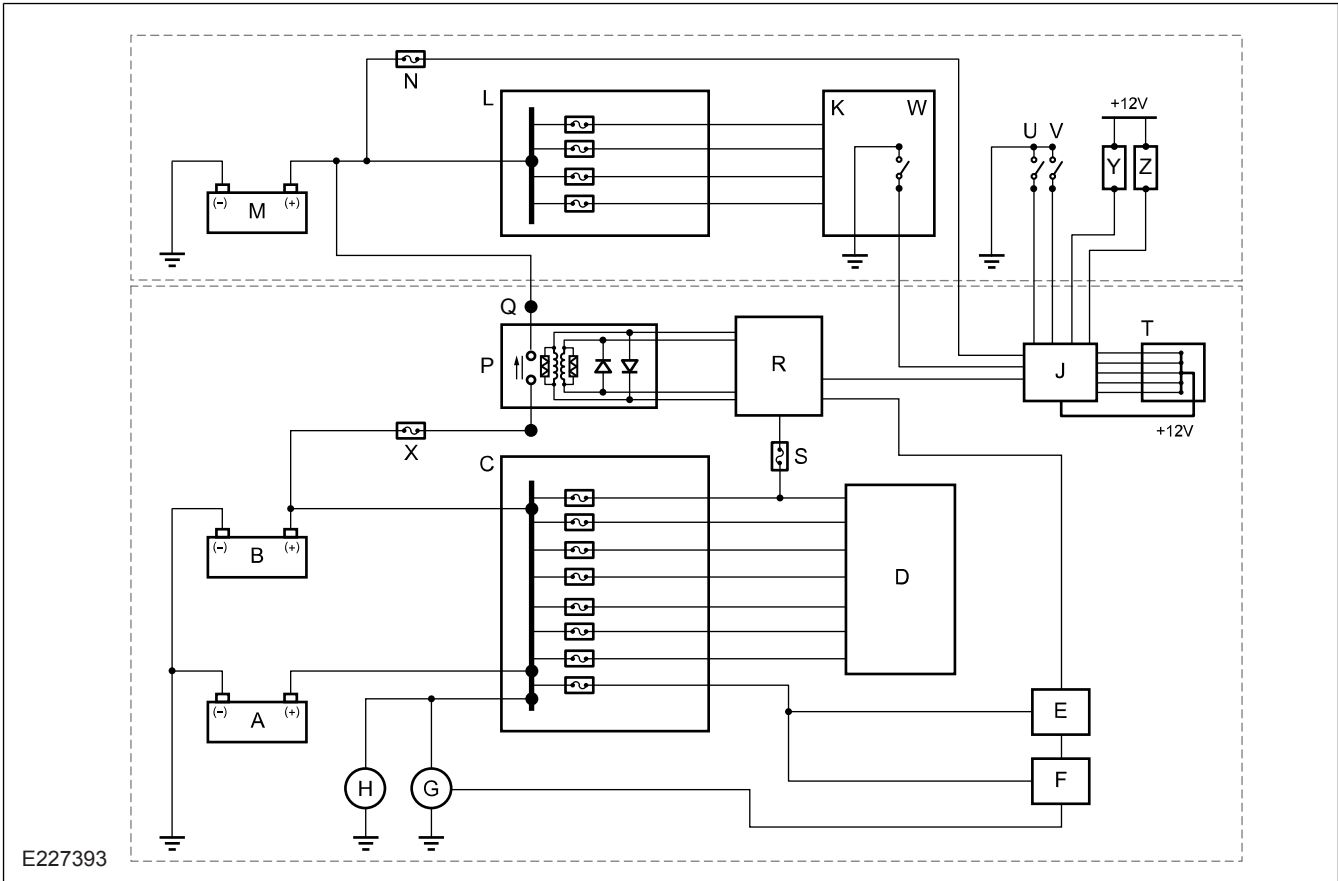 N
L
K W
+12V
U V
Y Z
(-) M (+)
Q
P
R
J
T
+12V
X
S
C
(-) B (+)
D
(-) A (+)
E
H G
F
E227393